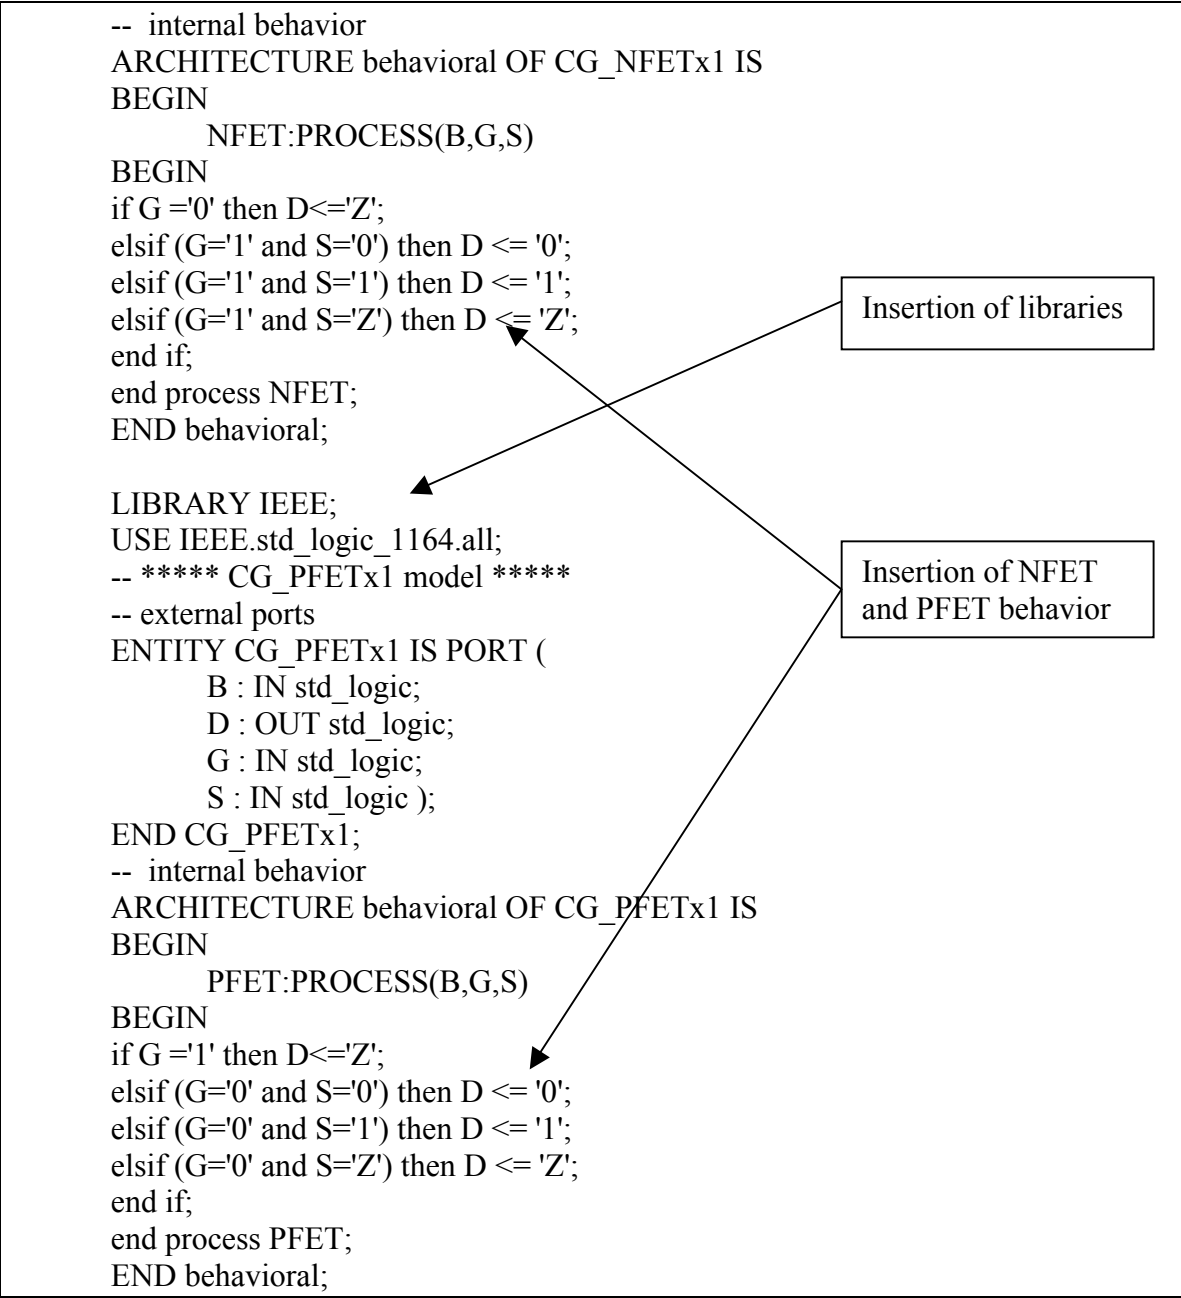 -- internal behavior
ARCHITECTURE behavioral OF CG_NFETx1 IS
BEGIN
NFET:PROCESS(B,G,S)
BEGIN
if G ='0' then D<='Z';
elsif (G='1' and S='0') then D <= '0';
elsif (G='1' and S='1') then D <= '1';
elsif (G='1' and S='Z') then D <= 'Z';
end if;
end process NFET;
END behavioral;
Insertion of libraries
LIBRARY IEEE;
USE IEEE.std_logic_1164.all;
-- ***** CG_PFETx1 model *****
-- external ports
ENTITY CG_PFETx1 IS PORT (
B : IN std_logic;
D : OUT std_logic;
G : IN std_logic;
S : IN std_logic );
END CG_PFETx1;
-- internal behavior
ARCHITECTURE behavioral OF CG_PFETx1 IS
BEGIN
PFET:PROCESS(B,G,S)
BEGIN
if G ='1' then D<='Z';
elsif (G='0' and S='0') then D <= '0';
elsif (G='0' and S='1') then D <= '1';
elsif (G='0' and S='Z') then D <= 'Z';
end if;
end process PFET;
END behavioral;
Insertion of NFET
and PFET behavior